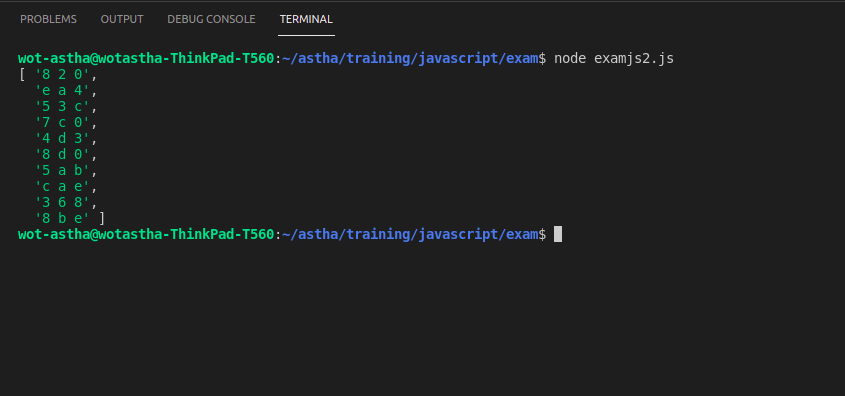 PROBLEMS OUTPUT DEBUG CONSOLE TERMINAL
wot-astha@wotastha-ThinkPad-T560:~/astha/training/javascript/exam$ node examjs2.js
[ '8 2 0',
'e a 4',
'5 3 c',
'7 c 0',
'4 d 3',
'8 d 0',
'5 a b',
'c a e',
'3 6 8',
'8 b e' ]
wot-astha@wotastha-ThinkPad-T560:~/astha/training/javascript/exam$